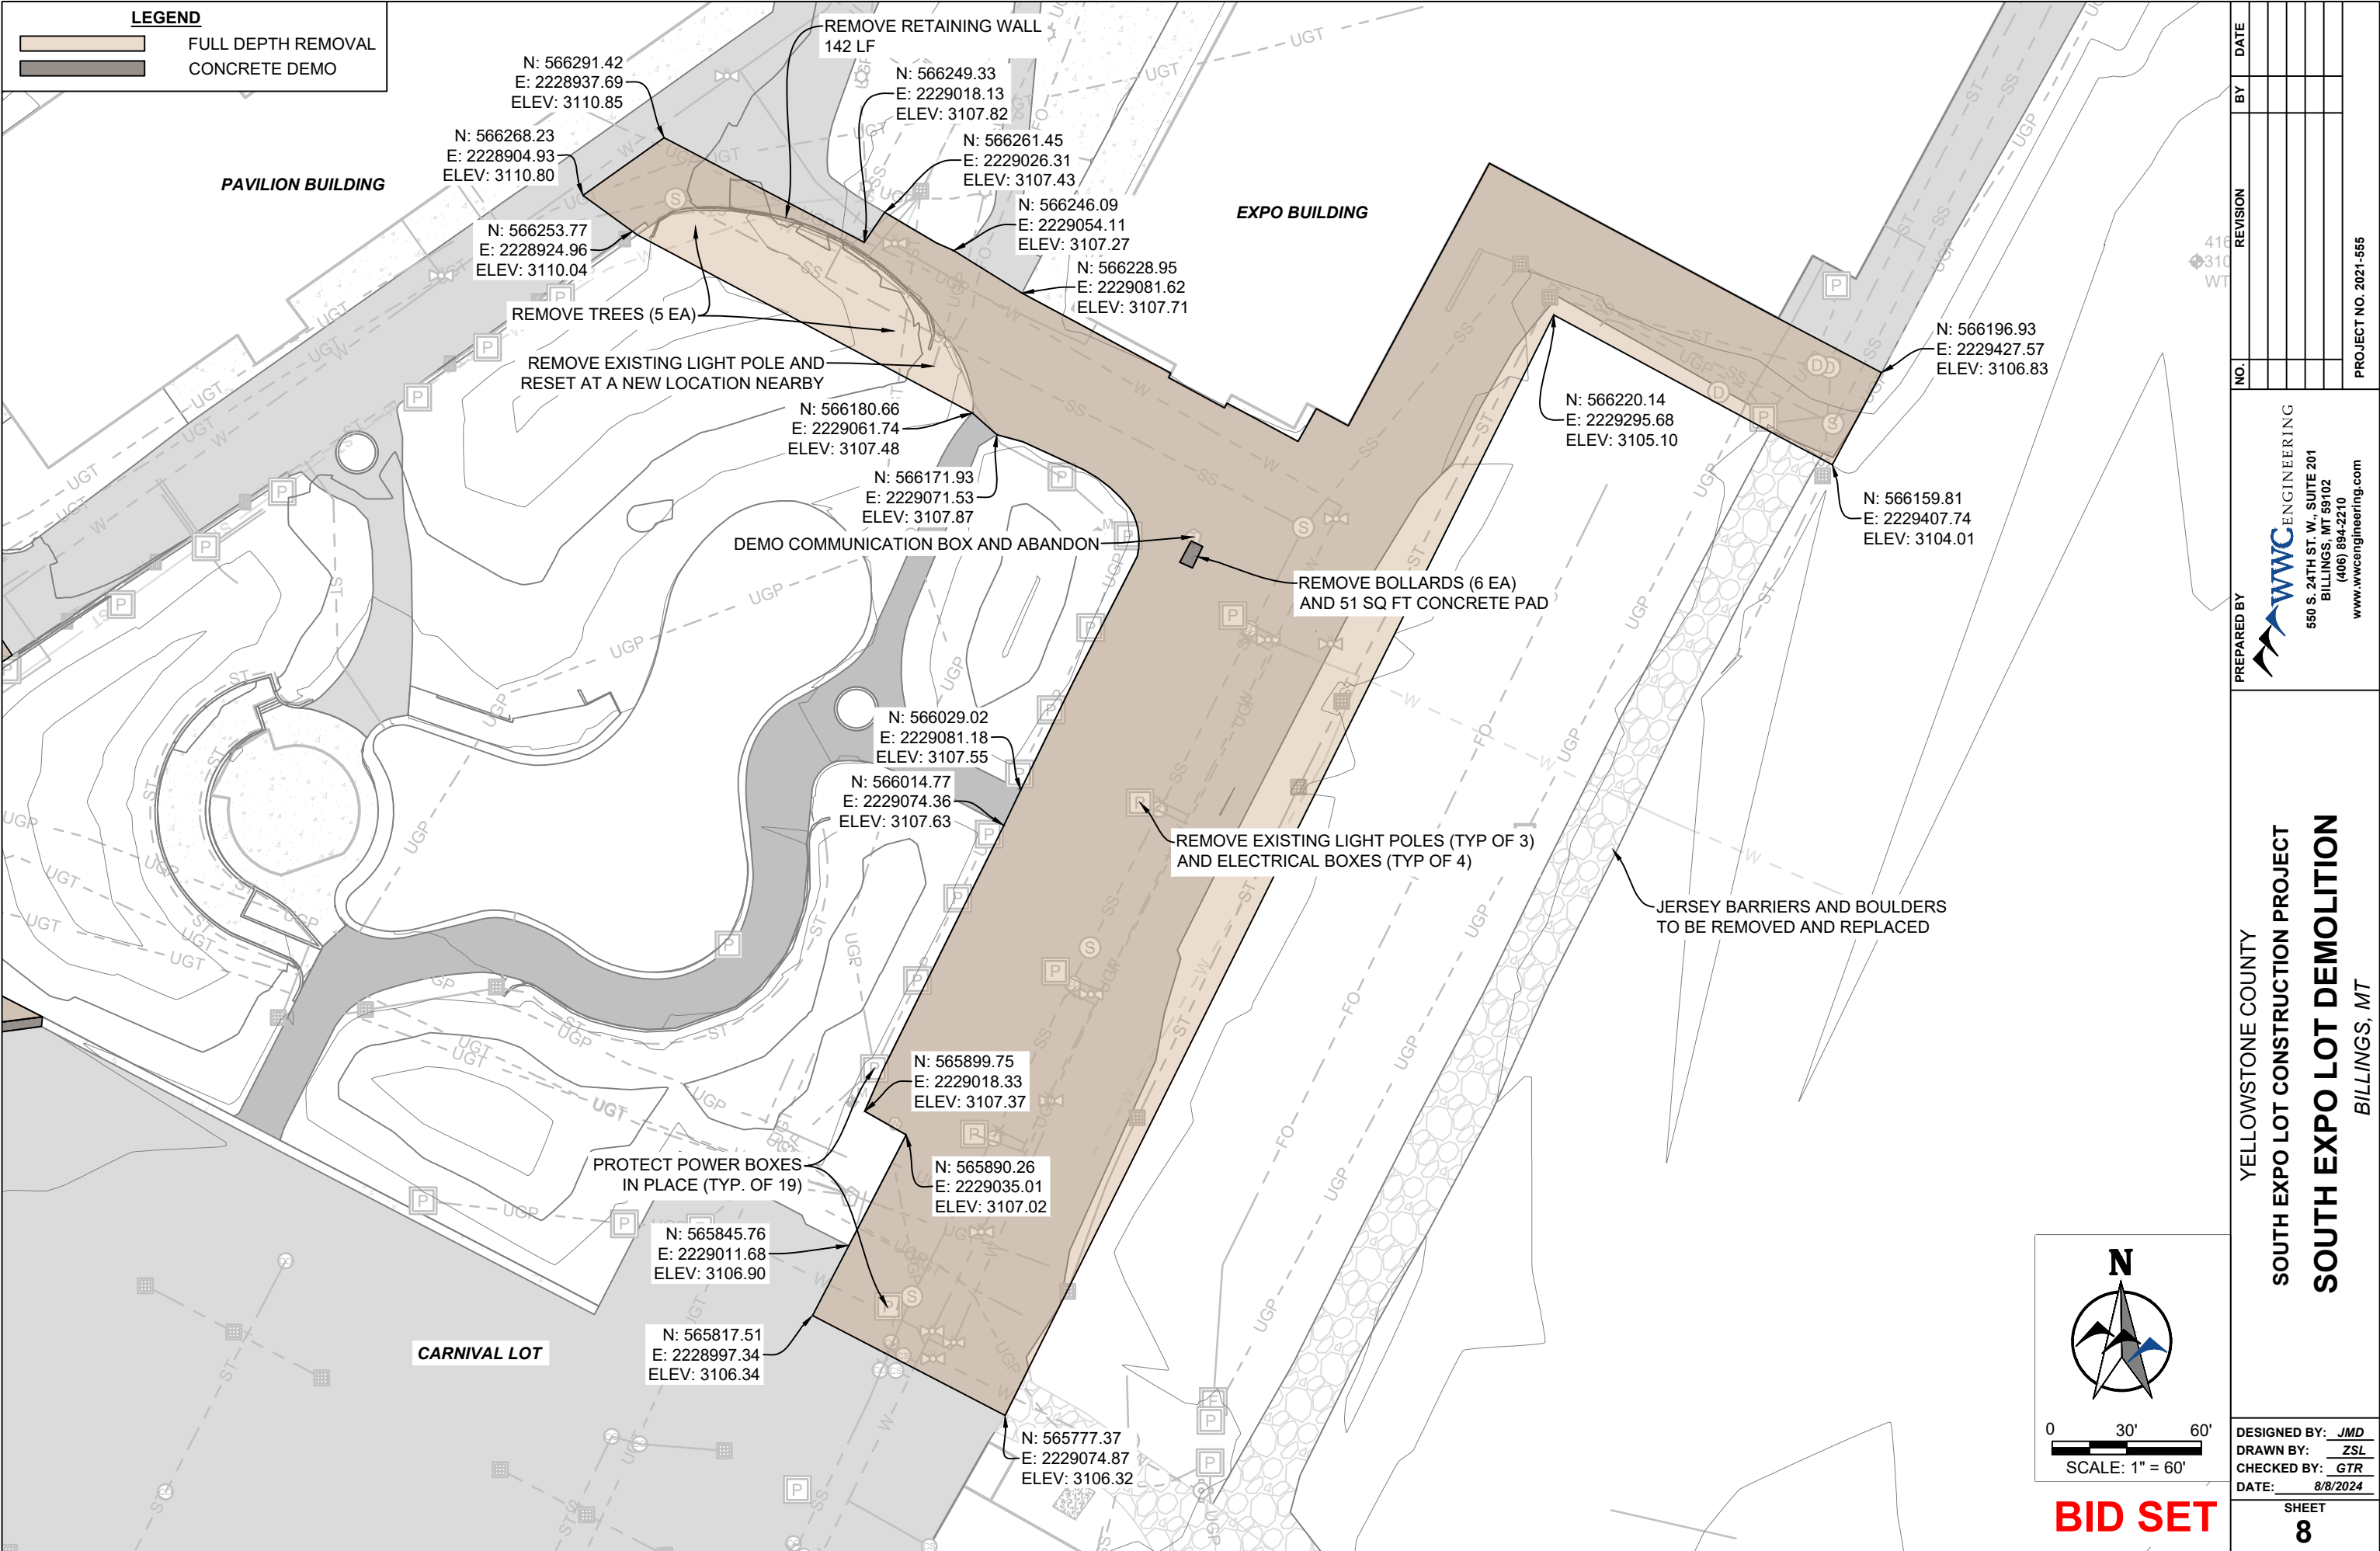 LEGEND
FULL DEPTH REMOVAL
CONCRETE DEMO
REMOVE RETAINING WALL
142 LF
N: 566291.42
E: 2228937.69
ELEV: 3110.85
N: 566249.33
E: 2229018.13
ELEV: 3107.82
N: 566268.23
E: 2228904.93
ELEV: 3110.80
N: 566261.45
E: 2229026.31
ELEV: 3107.43
PAVILION BUILDING
EXPO BUILDING
N: 566246.09
E: 2229054.11
ELEV: 3107.27
N: 566253.77
E: 2228924.96
ELEV: 3110.04
N: 566228.95
E: 2229081.62
ELEV: 3107.71
REMOVE TREES (5 EA)
N: 566196.93
E: 2229427.57
ELEV: 3106.83
REMOVE EXISTING LIGHT POLE AND
RESET AT A NEW LOCATION NEARBY
N: 566180.66
E: 2229061.74
ELEV: 3107.48
N: 566220.14
E: 2229295.68
ELEV: 3105.10
N: 566171.93
E: 2229071.53
ELEV: 3107.87
N: 566159.81
E: 2229407.74
ELEV: 3104.01
DEMO COMMUNICATION BOX AND ABANDON
REMOVE BOLLARDS (6 EA)
AND 51 SQ FT CONCRETE PAD
N: 566029.02
E: 2229081.18
ELEV: 3107.55
N: 566014.77
E: 2229074.36
ELEV: 3107.63
REMOVE EXISTING LIGHT POLES (TYP OF 3)
AND ELECTRICAL BOXES (TYP OF 4)
JERSEY BARRIERS AND BOULDERS
TO BE REMOVED AND REPLACED
N: 565899.75
E: 2229018.33
ELEV: 3107.37
PROTECT POWER BOXES
IN PLACE (TYP. OF 19)
N: 565890.26
E: 2229035.01
ELEV: 3107.02
N: 565845.76
E: 2229011.68
ELEV: 3106.90
CARNIVAL LOT
N: 565817.51
E: 2228997.34
ELEV: 3106.34
N: 565777.37
E: 2229074.87
ELEV: 3106.32
N
0 30' 60'
SCALE: 1" = 60'
BID SET
NO. REVISION BY DATE
PROJECT NO. 2021-555
PREPARED BY
WWC ENGINEERING
550 S. 24TH ST. W., SUITE 201
BILLINGS, MT 59102
(406) 894-2210
www.wwcengineering.com
YELLOWSTONE COUNTY
SOUTH EXPO LOT CONSTRUCTION PROJECT
SOUTH EXPO LOT DEMOLITION
BILLINGS, MT
DESIGNED BY: JMD
DRAWN BY: ZSL
CHECKED BY: GTR
DATE: 8/8/2024
SHEET
8